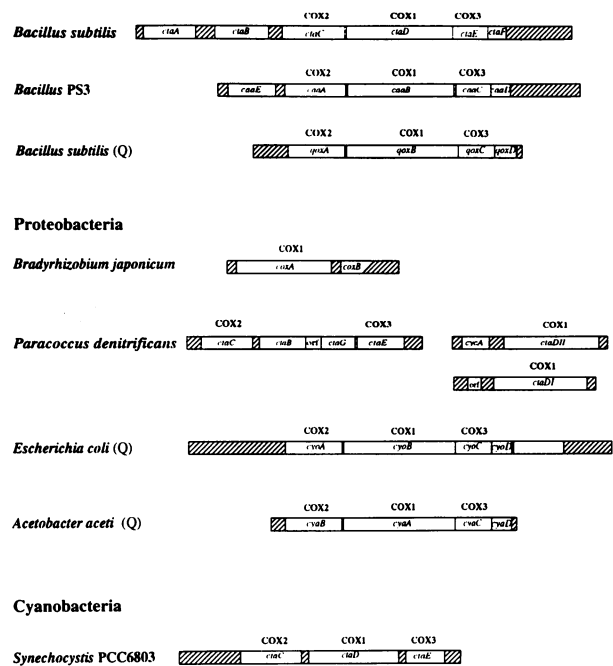 COX2 COX1 COX3
Bacillus subtilis ctaA ctaB ctaC ctaD ctaE ctaF
COX2 COX1 COX3
Bacillus PS3 caaE caaA caaB caaC caaD
COX2 COX1 COX3
Bacillus subtilis (Q) qoxA qoxB qoxC qoxD
Proteobacteria
COX1
Bradyrhizobium japonicum coxA coxB
COX2 COX3 COX1
Paracoccus denitrificans ctaC ctaB orf ctaG ctaE cycA ctaDII
COX1
orf ctaDI
COX2 COX1 COX3
Escherichia coli (Q) cyoA cyoB cyoC cyoD
COX2 COX1 COX3
Acetobacter aceti (Q) cyaB cyaA cyaC cyaD
Cyanobacteria
COX2 COX1 COX3
Synechocystis PCC6803 ctaC ctaD ctaE